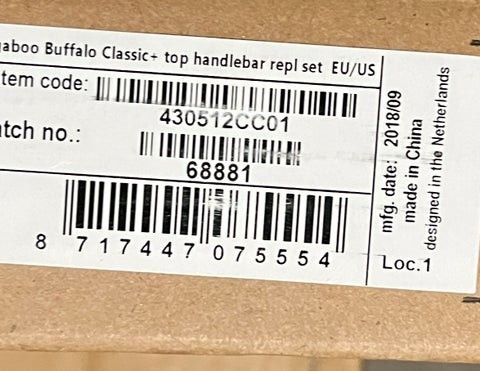 gaboo Buffalo Classic+ top handlebar repl set EU/US
tem code:
430512CC01
atch no.:
68881
8 717447 075554
mfg. date: 2018/09
made in China
designed in the Netherlands
Loc.1